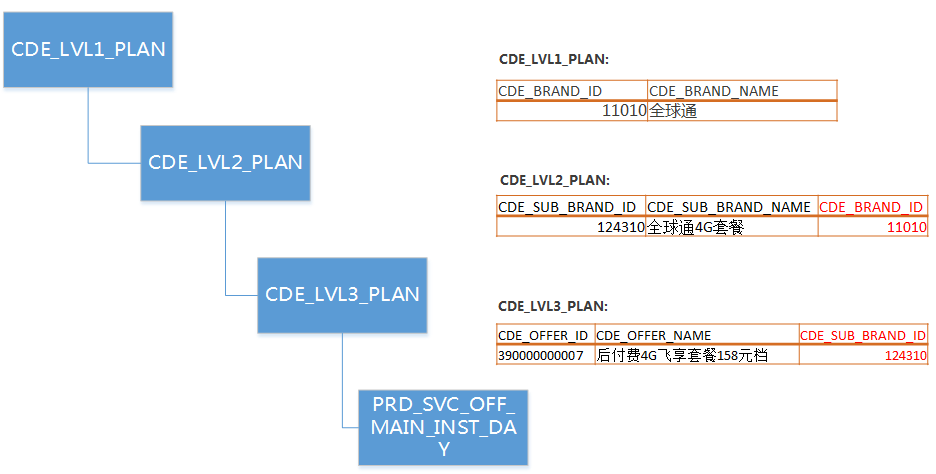 CDE_LVL1_PLAN
CDE_LVL2_PLAN
CDE_LVL3_PLAN
PRD_SVC_OFF_
MAIN_INST_DA
Y
CDE_LVL1_PLAN:
CDE_BRAND_ID CDE_BRAND_NAME
11010 全球通
CDE_LVL2_PLAN:
CDE_SUB_BRAND_ID CDE_SUB_BRAND_NAME CDE_BRAND_ID
124310 全球通4G套餐 11010
CDE_LVL3_PLAN:
CDE_OFFER_ID CDE_OFFER_NAME CDE_SUB_BRAND_ID
390000000007 后付费4G飞享套餐158元档 124310